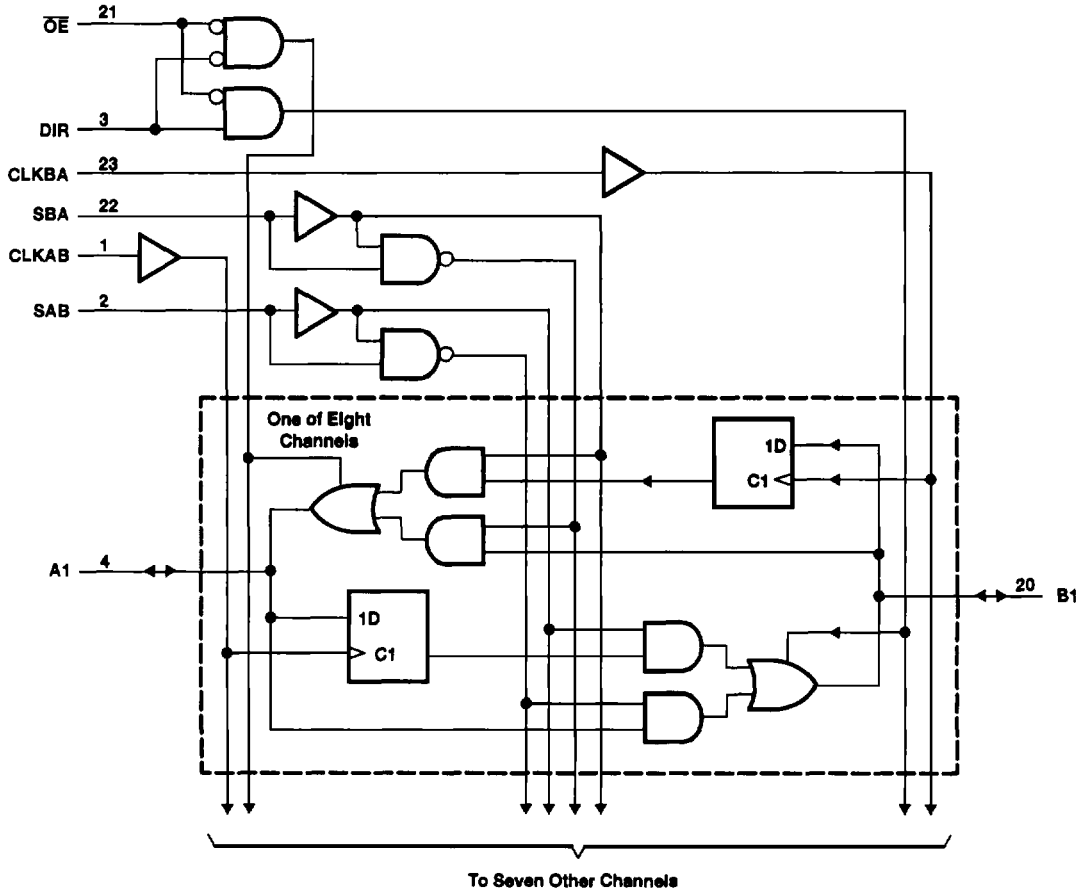 O̅E̅ 21
DIR 3
CLKBA 23
SBA 22
CLKAB 1
SAB 2
One of Eight
Channels
1D
C1
A1 4
1D
C1
20 B1
To Seven Other Channels